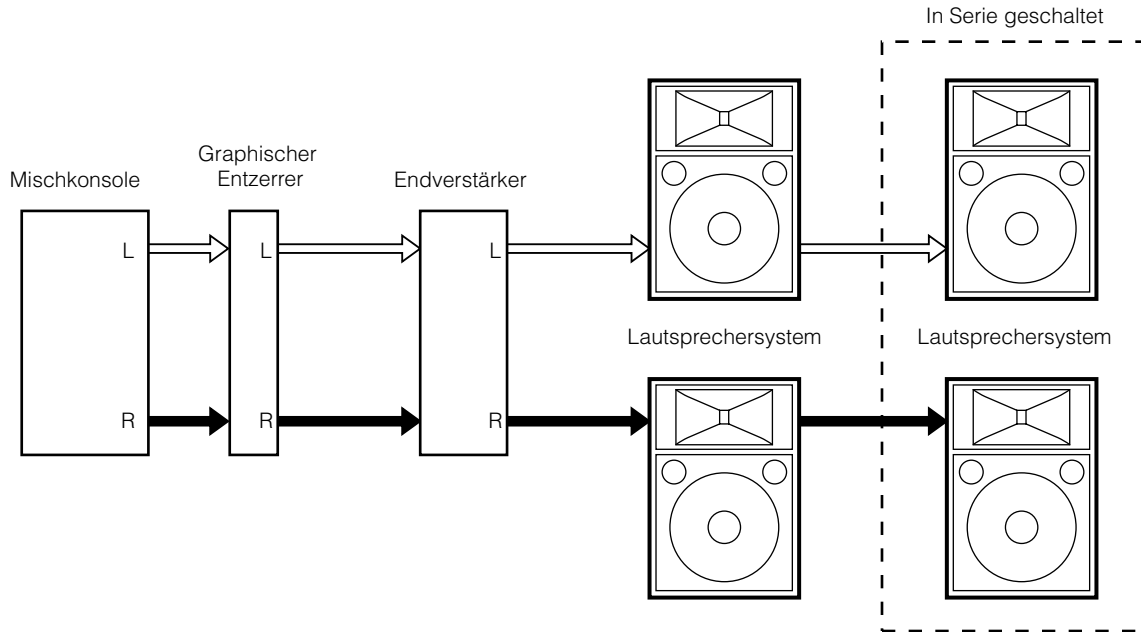 In Serie geschaltet
Graphischer
Entzerrer
Mischkonsole
Endverstärker
L
L
L
Lautsprechersystem
Lautsprechersystem
R
R
R